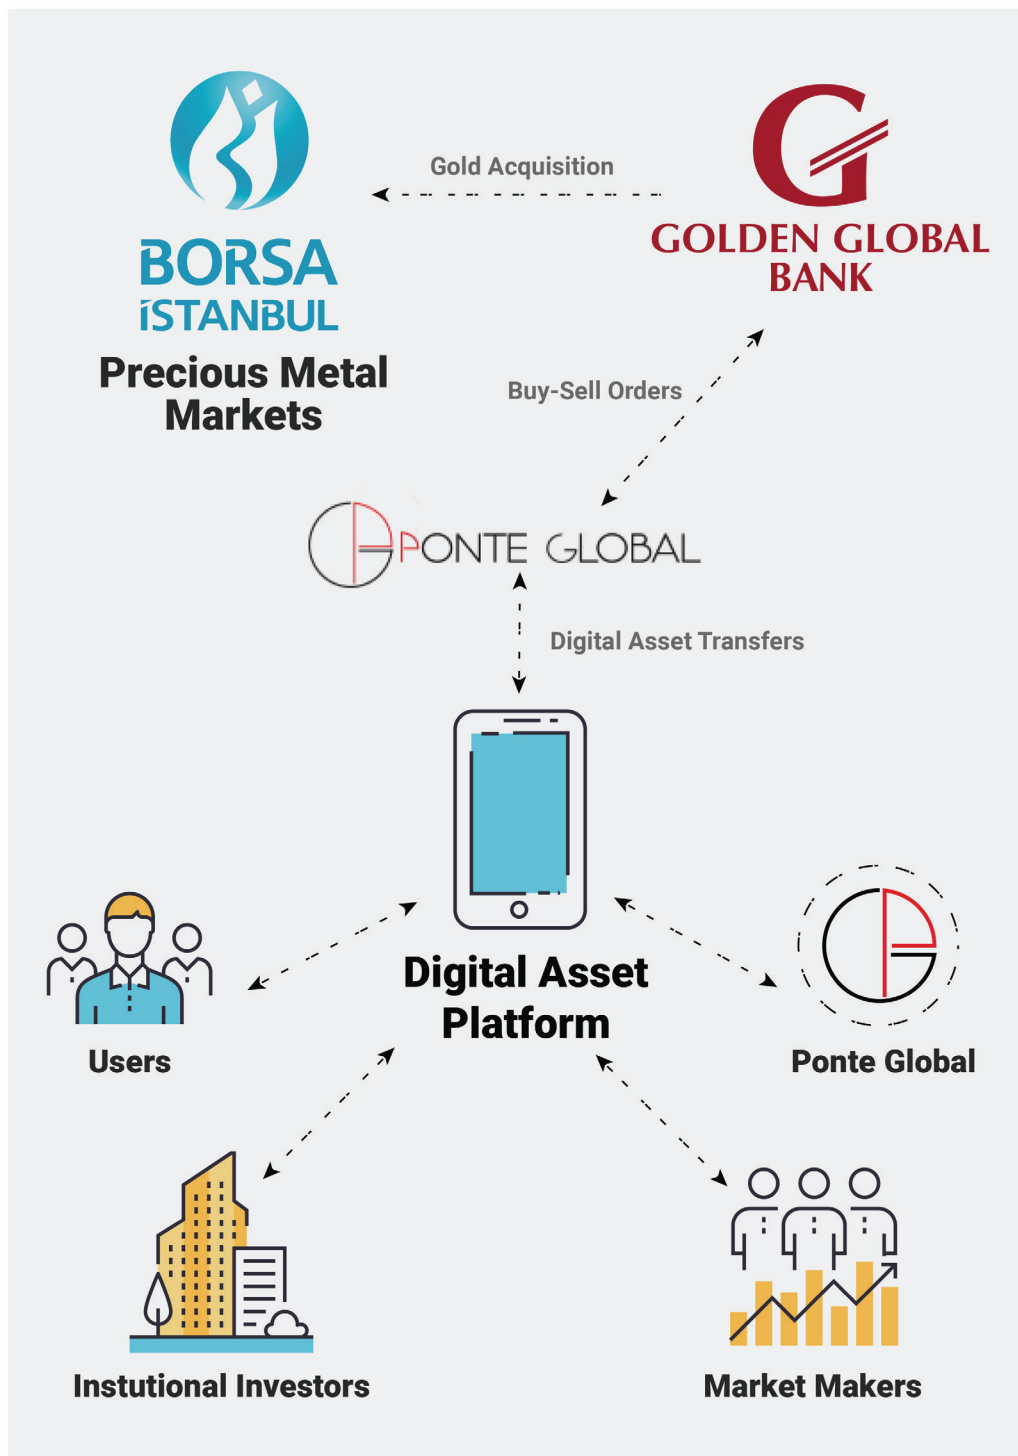 Gold Acquisition
BORSA
İSTANBUL
GOLDEN GLOBAL
BANK
Precious Metal
Markets
Buy-Sell Orders
PONTE GLOBAL
Digital Asset Transfers
Digital Asset
Platform
Users
Ponte Global
Instutional Investors
Market Makers